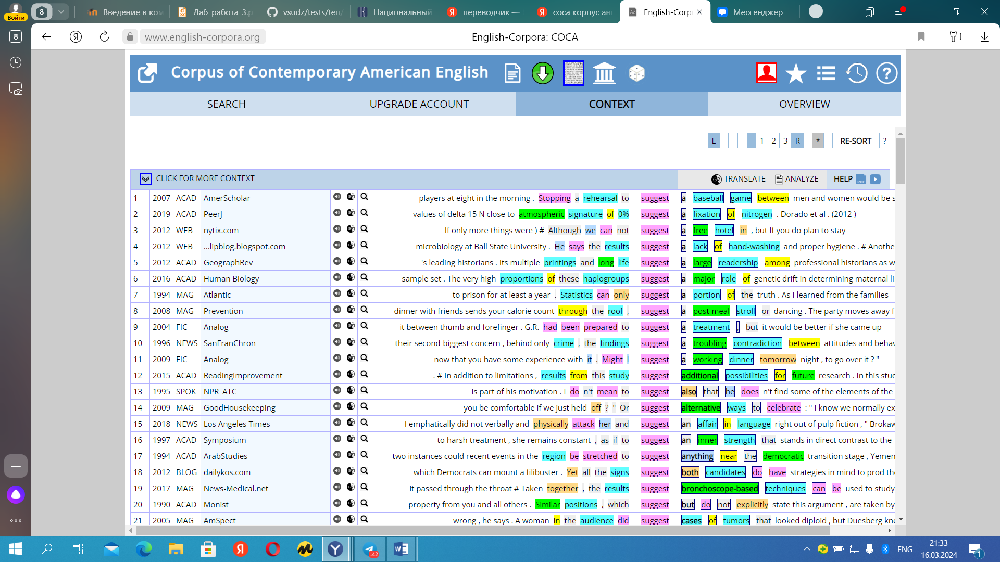 Войти
8
Введение в ком
Лаб_работа_3.р
vsudz/tests/ten/
Национальный
переводчик —
соса корпус анг
English-Corpo
Мессенджер
8
www.english-corpora.org
English-Corpora: COCA
Corpus of Contemporary American English
SEARCH UPGRADE ACCOUNT CONTEXT OVERVIEW
L - - - - 1 2 3 R * RE-SORT ?
CLICK FOR MORE CONTEXT TRANSLATE ANALYZE HELP PDF
1 2007 ACAD AmerScholar players at eight in the morning . Stopping a rehearsal to suggest a baseball game between men and women would be s
2 2019 ACAD PeerJ values of delta 15 N close to atmospheric signature of 0% suggest a fixation of nitrogen . Dorado et al . (2012 )
3 2012 WEB nytix.com If only more things were ) # Although we can not suggest a free hotel in , but If you do plan to stay
4 2012 WEB ...lipblog.blogspot.com microbiology at Ball State University . He says the results suggest a lack of hand-washing and proper hygiene . # Anothe
5 2012 ACAD GeographRev 's leading historians . Its multiple printings and long life suggest a large readership among professional historians as w
6 2016 ACAD Human Biology sample set . The very high proportions of these haplogroups suggest a major role of genetic drift in determining maternal li
7 1994 MAG Atlantic to prison for at least a year . Statistics can only suggest a portion of the truth . As I learned from the families
8 2008 MAG Prevention dinner with friends sends your calorie count through the roof , suggest a post-meal stroll or dancing . The party moves away f
9 2004 FIC Analog it between thumb and forefinger . G.R. had been prepared to suggest a treatment , but it would be better if she came up
10 1996 NEWS SanFranChron their second-biggest concern , behind only crime , the findings suggest a troubling contradiction between attitudes and behav
11 2009 FIC Analog now that you have some experience with it . Might I suggest a working dinner tomorrow night , to go over it ? "
12 2015 ACAD ReadingImprovement . # In addition to limitations , results from this study suggest additional possibilities for future research . In this stud
13 1995 SPOK NPR_ATC is part of his motivation . I do n't mean to suggest also that he does n't find some of the elements of the
14 2009 MAG GoodHousekeeping you be comfortable if we just held off ? " Or suggest alternative ways to celebrate : " I know we normally ex
15 2018 NEWS Los Angeles Times I emphatically did not verbally and physically attack her and suggest an affair in language right out of pulp fiction , " Brokaw
16 1997 ACAD Symposium to harsh treatment , she remains constant , as if to suggest an inner strength that stands in direct contrast to the
17 1994 ACAD ArabStudies two instances could recent events in the region be stretched to suggest anything near the democratic transition stage , Yemen
18 2012 BLOG dailykos.com which Democrats can mount a filibuster . Yet all the signs suggest both candidates do have strategies in mind to prod the
19 2017 MAG News-Medical.net it passed through the throat # Taken together , the results suggest bronchoscope-based techniques can be used to study
20 1990 ACAD Monist property from you and all others . Similar positions , which suggest but do not explicitly state this argument , are taken by
21 2005 MAG AmSpect wrong , he says . A woman in the audience did suggest cases of tumors that looked diploid , but Duesberg kne
..42
ENG
21:33
16.03.2024
1